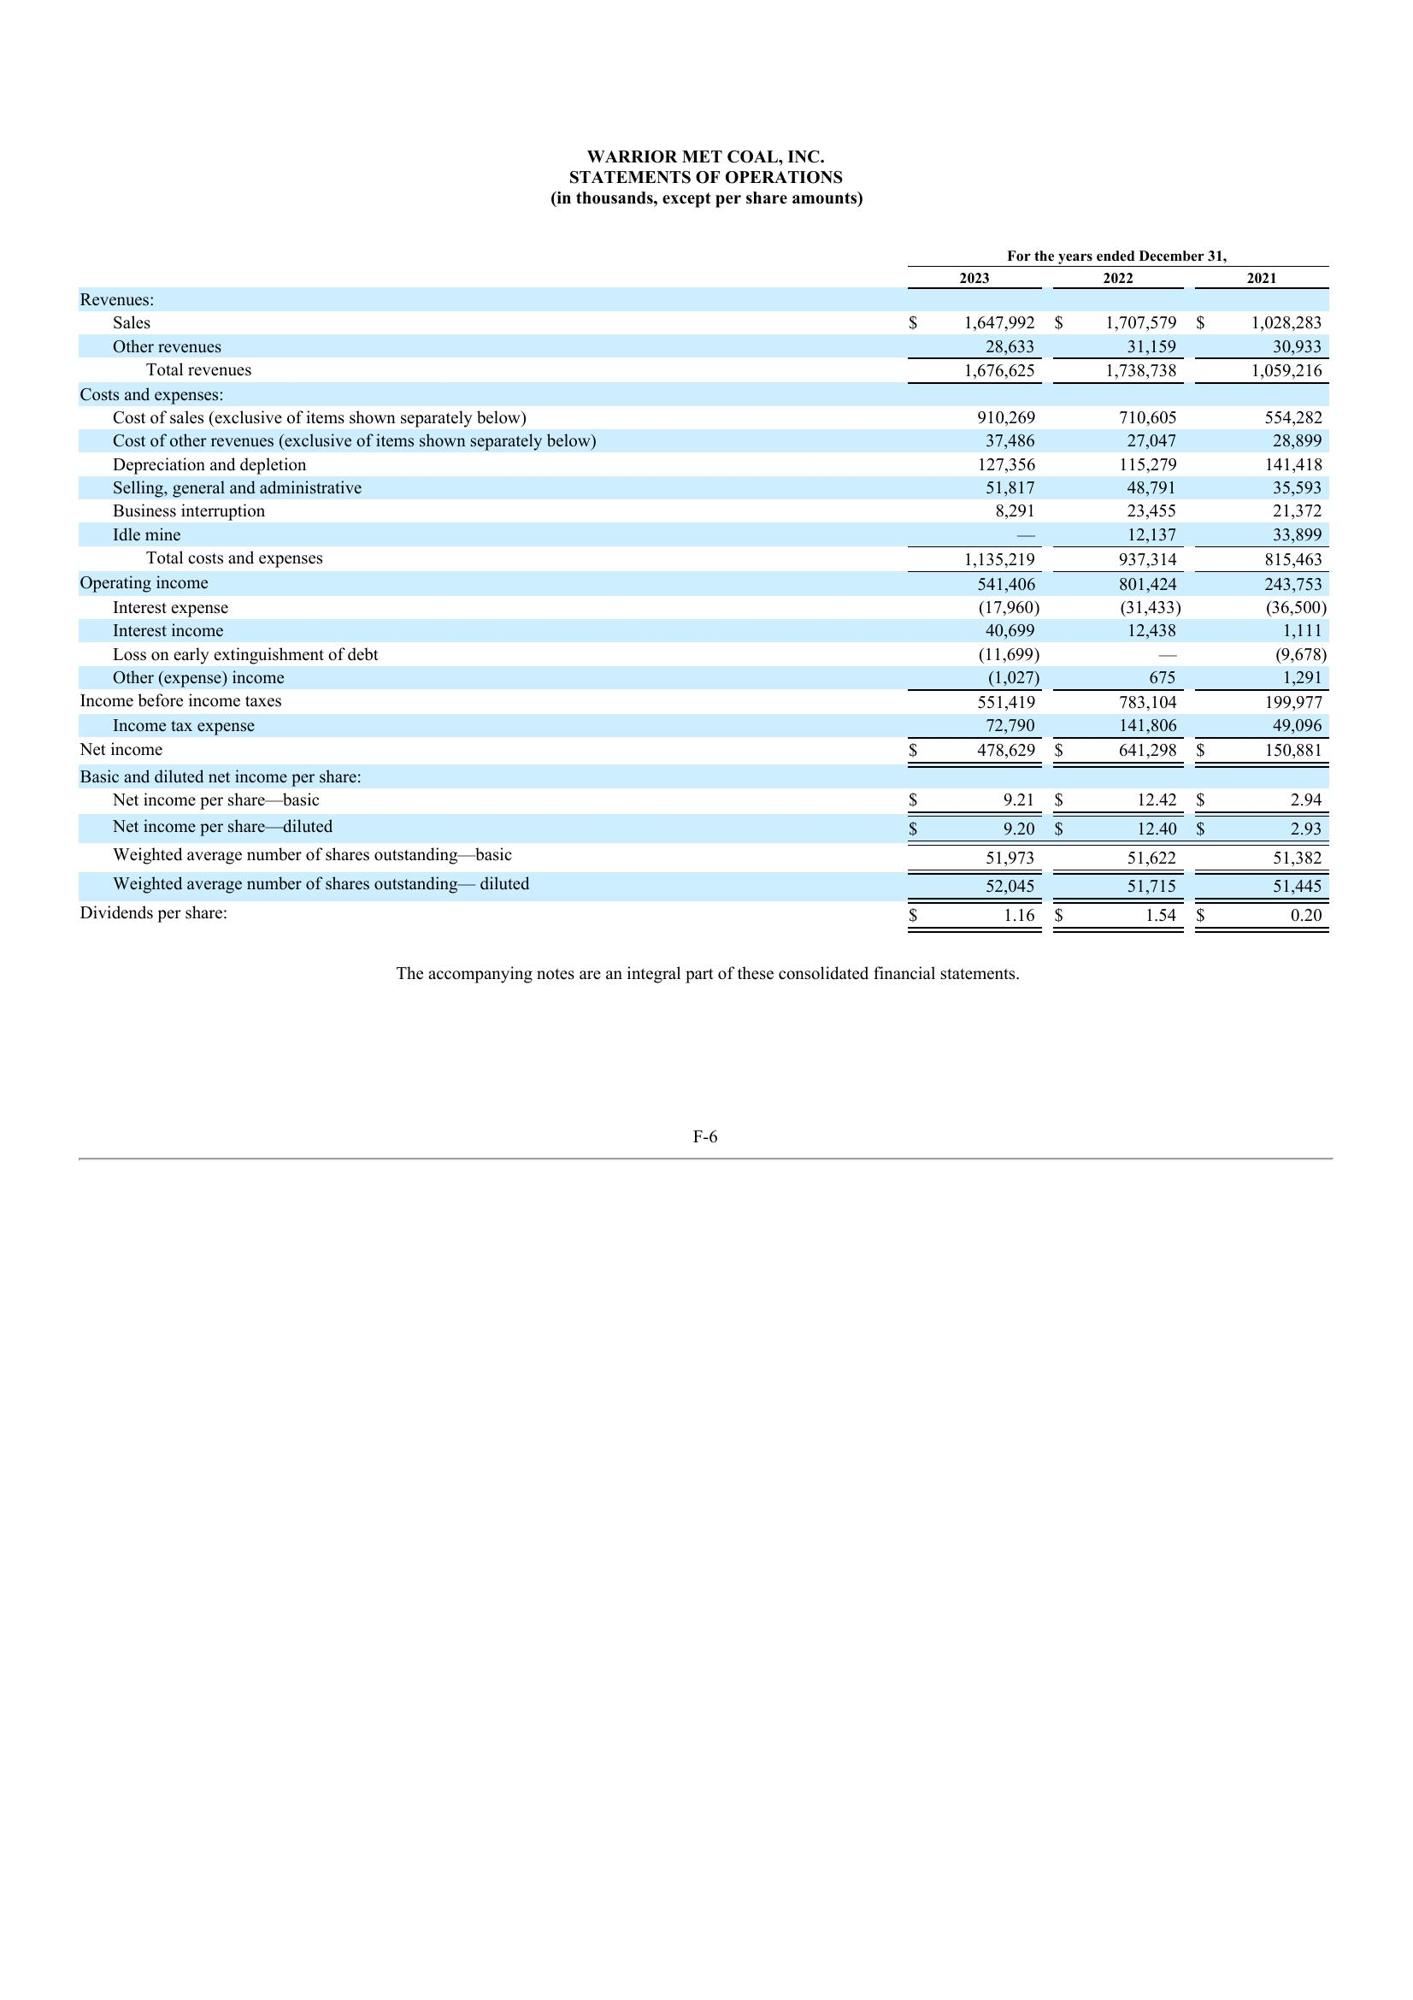 WARRIOR MET COAL, INC.
STATEMENTS OF OPERATIONS
(in thousands, except per share amounts)
For the years ended December 31,
2023 2022 2021
Revenues:
Sales $ 1,647,992 $ 1,707,579 $ 1,028,283
Other revenues 28,633 31,159 30,933
Total revenues 1,676,625 1,738,738 1,059,216
Costs and expenses:
Cost of sales (exclusive of items shown separately below) 910,269 710,605 554,282
Cost of other revenues (exclusive of items shown separately below) 37,486 27,047 28,899
Depreciation and depletion 127,356 115,279 141,418
Selling, general and administrative 51,817 48,791 35,593
Business interruption 8,291 23,455 21,372
Idle mine — 12,137 33,899
Total costs and expenses 1,135,219 937,314 815,463
Operating income 541,406 801,424 243,753
Interest expense (17,960) (31,433) (36,500)
Interest income 40,699 12,438 1,111
Loss on early extinguishment of debt (11,699) — (9,678)
Other (expense) income (1,027) 675 1,291
Income before income taxes 551,419 783,104 199,977
Income tax expense 72,790 141,806 49,096
Net income $ 478,629 $ 641,298 $ 150,881
Basic and diluted net income per share:
Net income per share—basic $ 9.21 $ 12.42 $ 2.94
Net income per share—diluted $ 9.20 $ 12.40 $ 2.93
Weighted average number of shares outstanding—basic 51,973 51,622 51,382
Weighted average number of shares outstanding— diluted 52,045 51,715 51,445
Dividends per share: $ 1.16 $ 1.54 $ 0.20
The accompanying notes are an integral part of these consolidated financial statements.
F-6